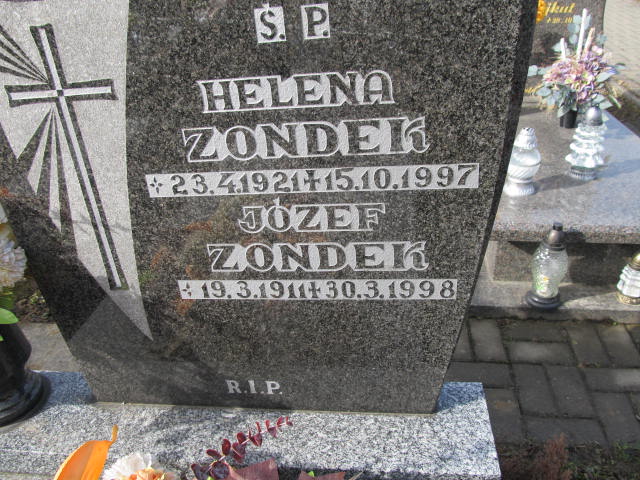 Ś. P.
HELENA
ZONDEK
* 23.4.1921 + 15.10.1997
JÓZEF
ZONDEK
* 19.3.1911 + 30.3.1998
R.I.P.